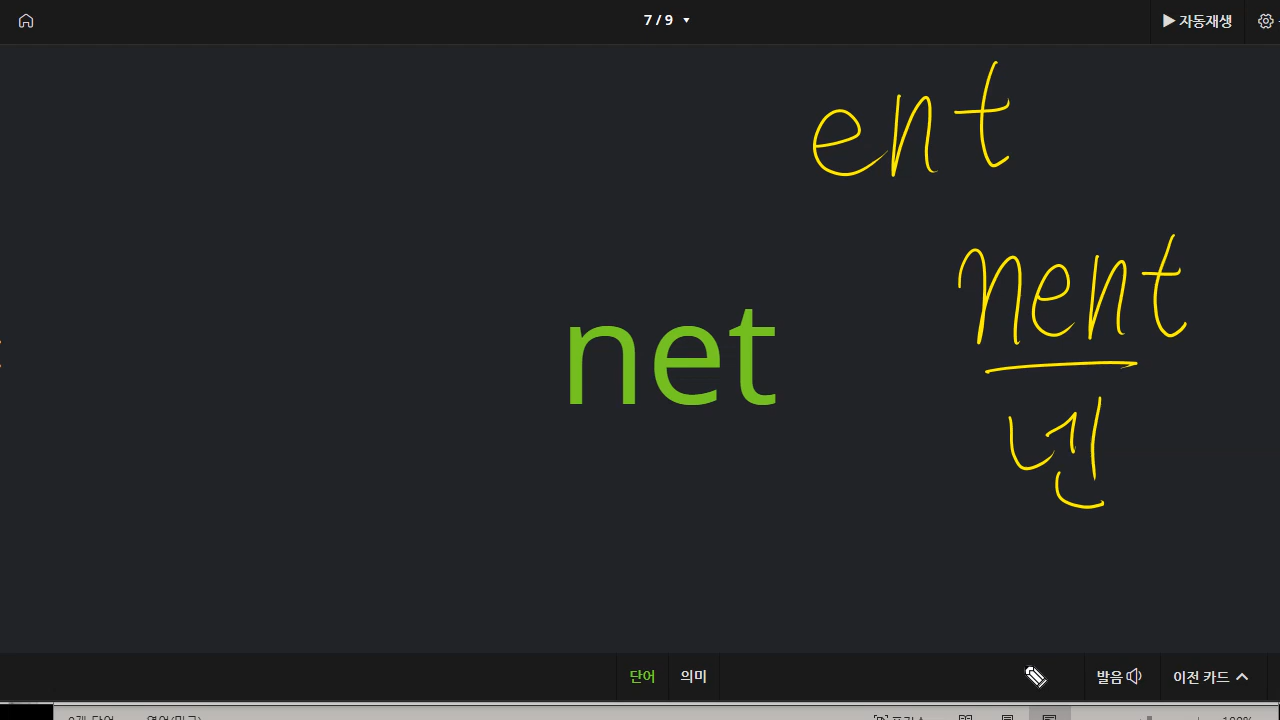 7 / 9
▶ 자동재생
ent
nent
넨
net
단어 의미 발음 이전 카드
100%